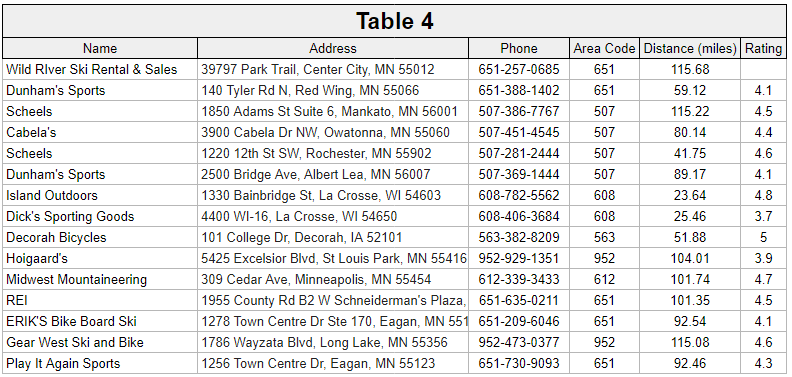 Table 4
Name Address Phone Area Code Distance (miles) Rating
Wild RIver Ski Rental & Sales 39797 Park Trail, Center City, MN 55012 651-257-0685 651 115.68
Dunham's Sports 140 Tyler Rd N, Red Wing, MN 55066 651-388-1402 651 59.12 4.1
Scheels 1850 Adams St Suite 6, Mankato, MN 56001 507-386-7767 507 115.22 4.5
Cabela's 3900 Cabela Dr NW, Owatonna, MN 55060 507-451-4545 507 80.14 4.4
Scheels 1220 12th St SW, Rochester, MN 55902 507-281-2444 507 41.75 4.6
Dunham's Sports 2500 Bridge Ave, Albert Lea, MN 56007 507-369-1444 507 89.17 4.1
Island Outdoors 1330 Bainbridge St, La Crosse, WI 54603 608-782-5562 608 23.64 4.8
Dick's Sporting Goods 4400 WI-16, La Crosse, WI 54650 608-406-3684 608 25.46 3.7
Decorah Bicycles 101 College Dr, Decorah, IA 52101 563-382-8209 563 51.88 5
Hoigaard's 5425 Excelsior Blvd, St Louis Park, MN 55416 952-929-1351 952 104.01 3.9
Midwest Mountaineering 309 Cedar Ave, Minneapolis, MN 55454 612-339-3433 612 101.74 4.7
REI 1955 County Rd B2 W Schneiderman's Plaza, 651-635-0211 651 101.35 4.5
ERIK'S Bike Board Ski 1278 Town Centre Dr Ste 170, Eagan, MN 551 651-209-6046 651 92.54 4.1
Gear West Ski and Bike 1786 Wayzata Blvd, Long Lake, MN 55356 952-473-0377 952 115.08 4.6
Play It Again Sports 1256 Town Centre Dr, Eagan, MN 55123 651-730-9093 651 92.46 4.3